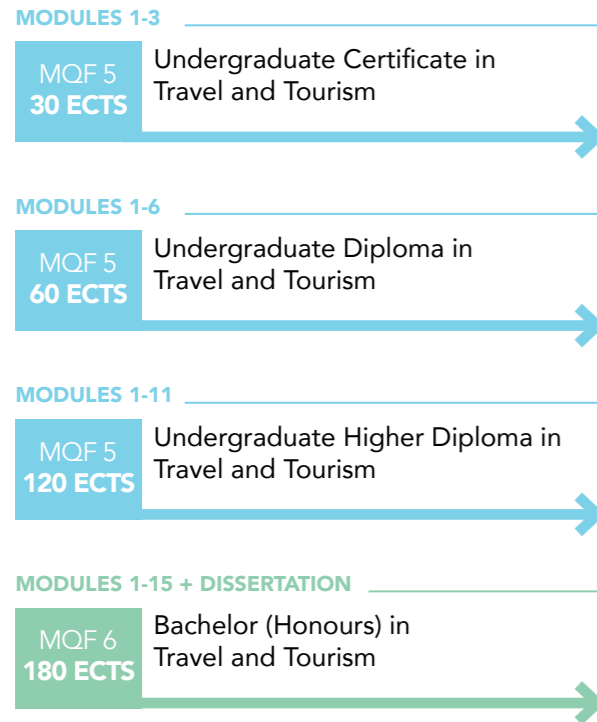 MODULES 1-3
MQF 5
30 ECTS
Undergraduate Certificate in
Travel and Tourism
MODULES 1-6
MQF 5
60 ECTS
Undergraduate Diploma in
Travel and Tourism
MODULES 1-11
MQF 5
120 ECTS
Undergraduate Higher Diploma in
Travel and Tourism
MODULES 1-15 + DISSERTATION
MQF 6
180 ECTS
Bachelor (Honours) in
Travel and Tourism